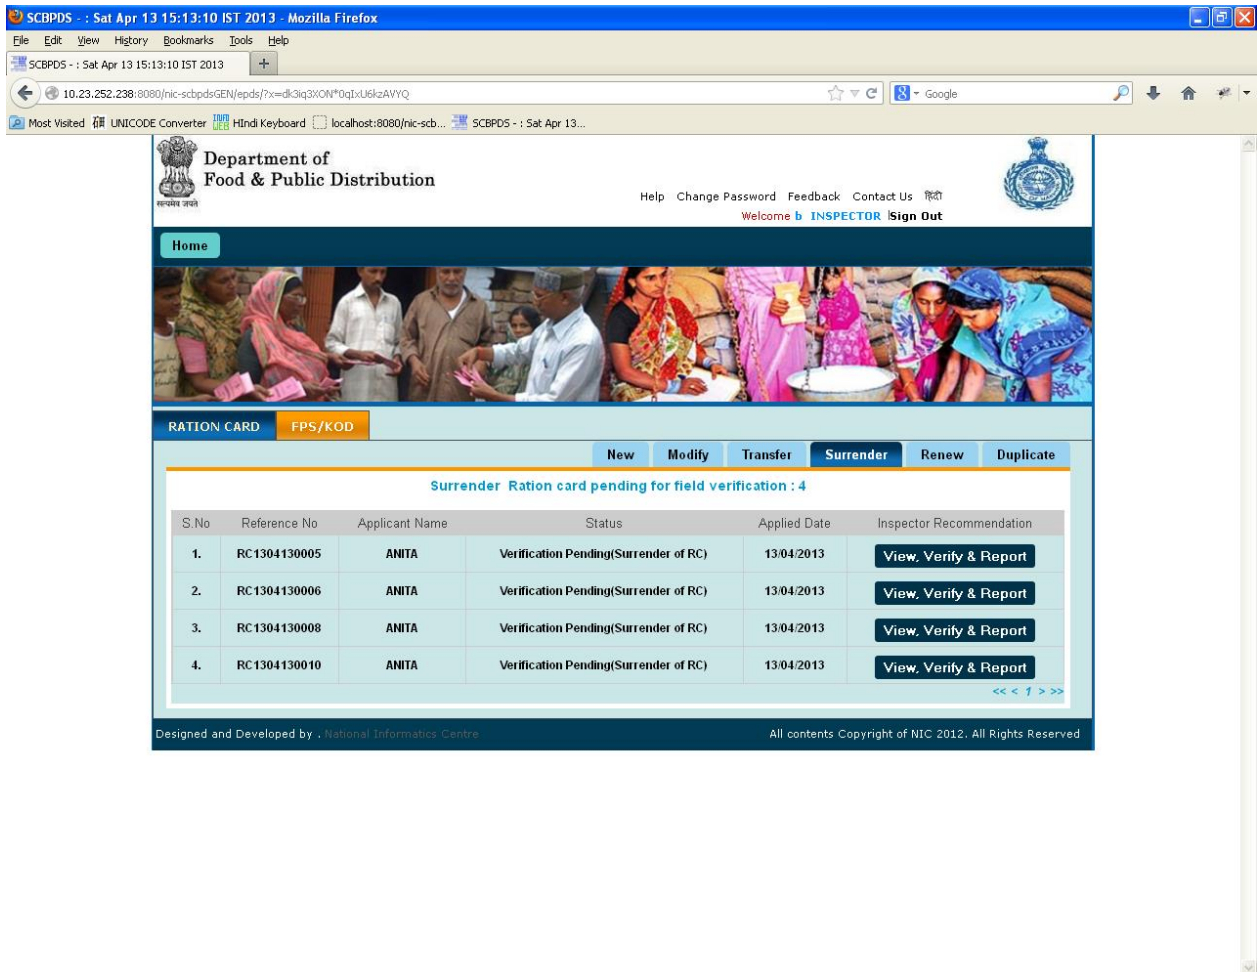 SCBPDS - : Sat Apr 13 15:13:10 IST 2013 - Mozilla Firefox
File Edit View History Bookmarks Tools Help
SCBPDS - : Sat Apr 13 15:13:10 IST 2013 +
10.23.252.238:8080/nic-scbpdsGEN/epds/?x=dk3iq3XON*0qIxU6kzAVYQ Google
Most Visited UNICODE Converter HIndi Keyboard localhost:8080/nic-scb... SCBPDS - : Sat Apr 13...
Department of
Food & Public Distribution
सत्यमेव जयते
Help Change Password Feedback Contact Us हिंदी
Welcome b INSPECTOR |Sign Out
Home
RATION CARD FPS/KOD
New Modify Transfer Surrender Renew Duplicate
Surrender Ration card pending for field verification : 4
S.No Reference No Applicant Name Status Applied Date Inspector Recommendation
1. RC1304130005 ANITA Verification Pending(Surrender of RC) 13/04/2013 View, Verify & Report
2. RC1304130006 ANITA Verification Pending(Surrender of RC) 13/04/2013 View, Verify & Report
3. RC1304130008 ANITA Verification Pending(Surrender of RC) 13/04/2013 View, Verify & Report
4. RC1304130010 ANITA Verification Pending(Surrender of RC) 13/04/2013 View, Verify & Report
<< < 1 > >>
Designed and Developed by . National Informatics Centre All contents Copyright of NIC 2012. All Rights Reserved